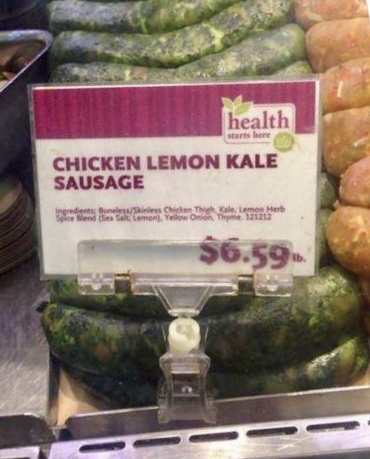 health
starts here
CHICKEN LEMON KALE
SAUSAGE
Ingredients: Boneless/Skinless Chicken Thigh, Kale, Lemon Herb
Spice Blend (Sea Salt, Lemon), Yellow Onion, Thyme. 121212
$6.59 lb.